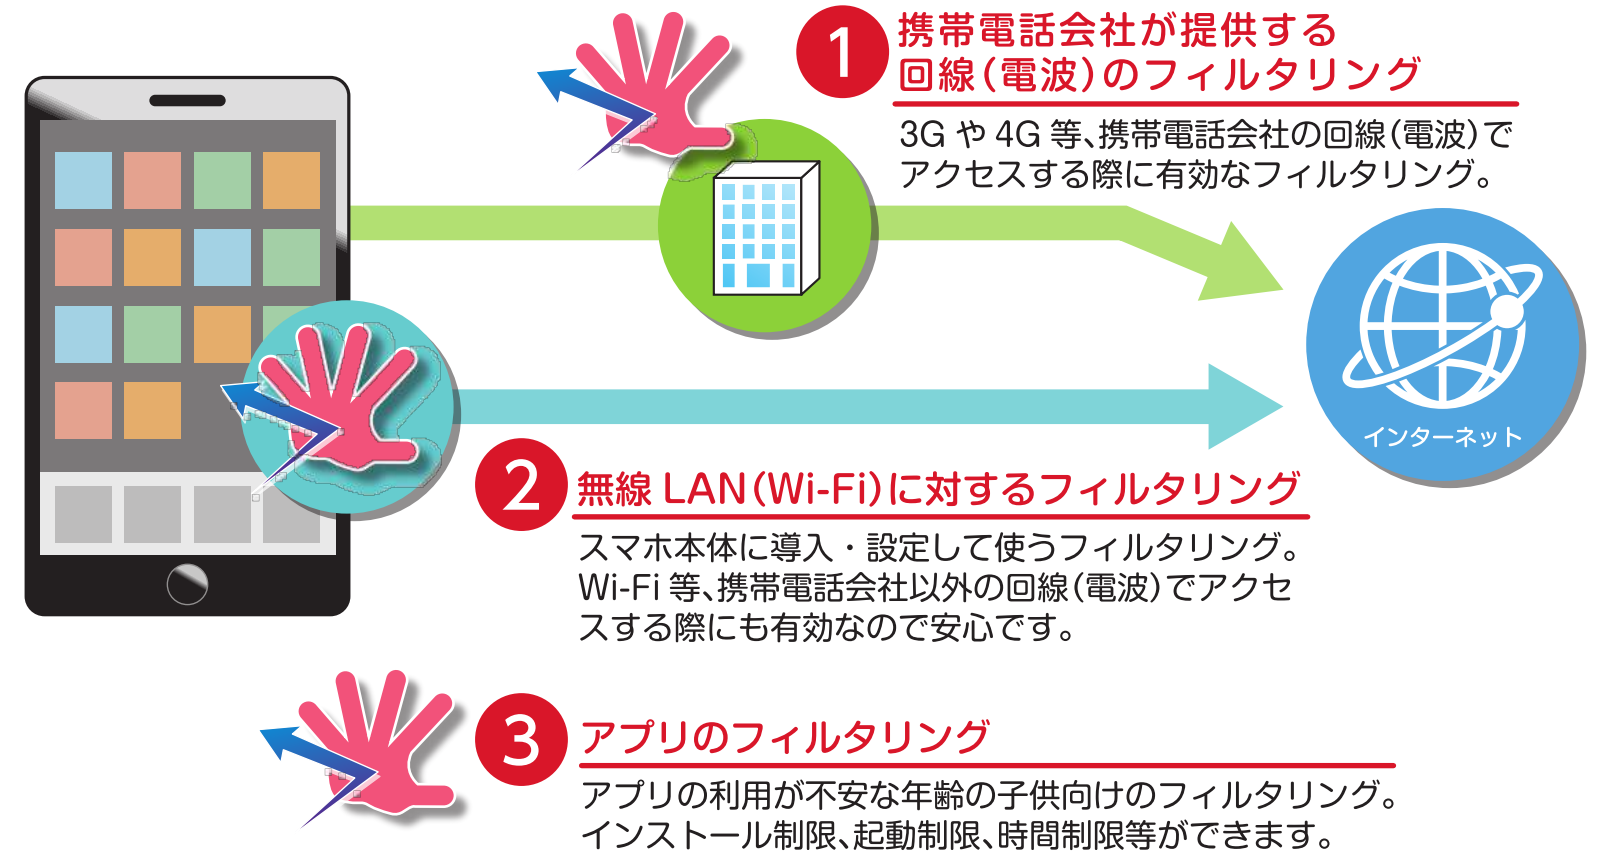 1 携帯電話会社が提供する
回線(電波)のフィルタリング
3G や 4G 等、携帯電話会社の回線(電波)で
アクセスする際に有効なフィルタリング。
インターネット
2 無線 LAN(Wi-Fi)に対するフィルタリング
スマホ本体に導入・設定して使うフィルタリング。
Wi-Fi 等、携帯電話会社以外の回線(電波)でアクセ
スする際にも有効なので安心です。
3 アプリのフィルタリング
アプリの利用が不安な年齢の子供向けのフィルタリング。
インストール制限、起動制限、時間制限等ができます。